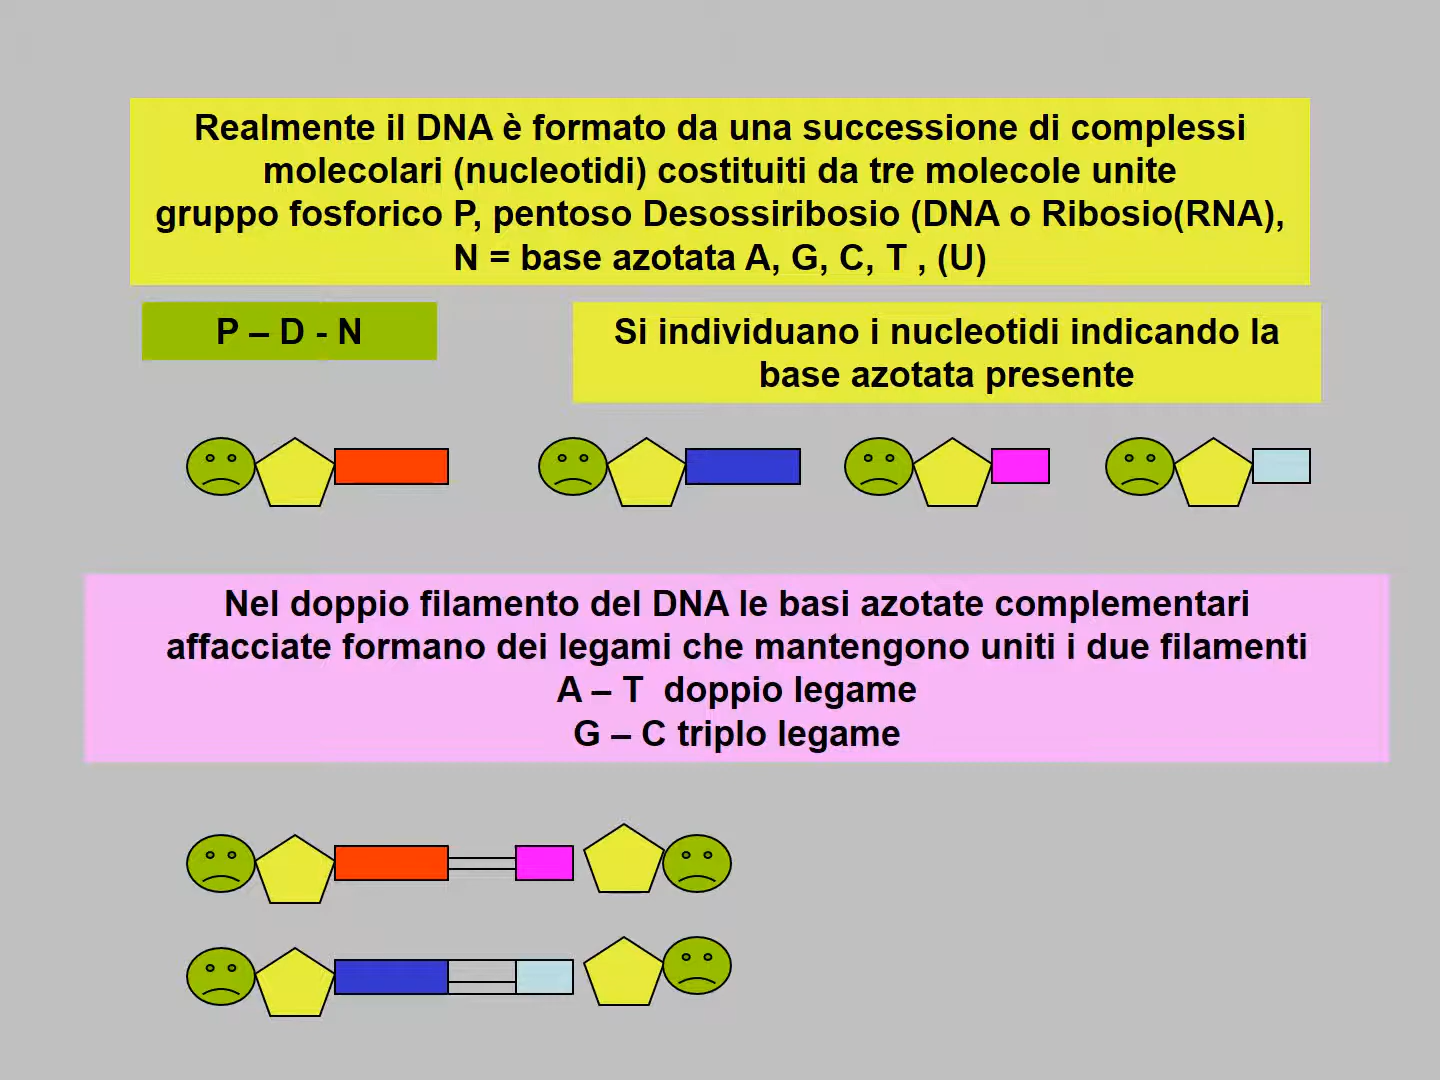 Realmente il DNA è formato da una successione di complessi
molecolari (nucleotidi) costituiti da tre molecole unite
gruppo fosforico P, pentoso Desossiribosio (DNA o Ribosio(RNA),
N = base azotata A, G, C, T , (U)
P – D - N
Si individuano i nucleotidi indicando la
base azotata presente
Nel doppio filamento del DNA le basi azotate complementari
affacciate formano dei legami che mantengono uniti i due filamenti
A – T  doppio legame
G – C triplo legame